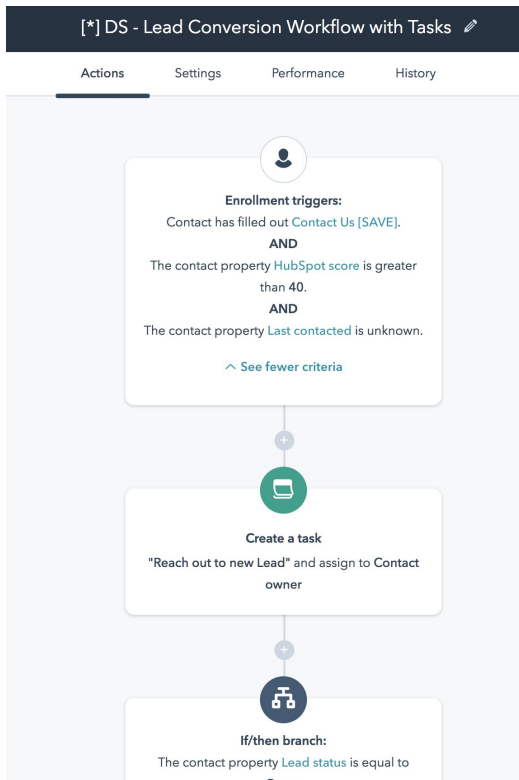 [*] DS - Lead Conversion Workflow with Tasks
Actions Settings Performance History
Enrollment triggers:
Contact has filled out Contact Us [SAVE].
AND
The contact property HubSpot score is greater
than 40.
AND
The contact property Last contacted is unknown.
See fewer criteria
Create a task
"Reach out to new Lead" and assign to Contact
owner
If/then branch:
The contact property Lead status is equal to